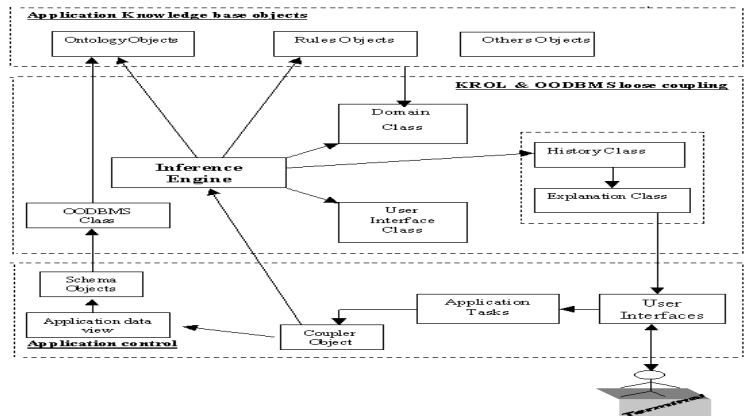 Application Knowledge base objects
Ontology Objects
Rules Objects
Others Objects
KROL & OODBMS loose coupling
Domain
Class
History Class
Inference
Engine
Explanation Class
OODBMS
Class
User
Interface
Class
Schema
Objects
Application
Tasks
User
Interfaces
Application data
view
Coupler
Object
Application control
Terminal